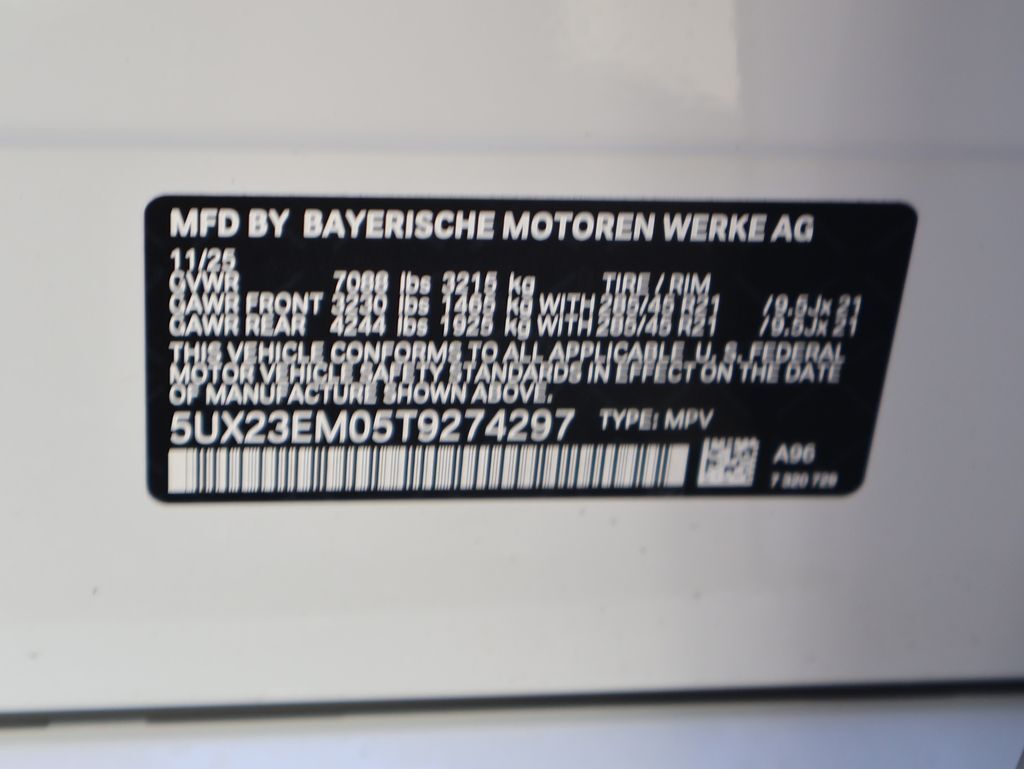 MFD BY BAYERISCHE MOTOREN WERKE AG
11/25
GVWR 7088 lbs 3215 kg TIRE / RIM
GAWR FRONT 3230 lbs 1465 kg WITH 285/45 R21 /9.5Jx 21
GAWR REAR 4244 lbs 1925 kg WITH 285/45 R21 /9.5Jx 21
THIS VEHICLE CONFORMS TO ALL APPLICABLE U. S. FEDERAL
MOTOR VEHICLE SAFETY STANDARDS IN EFFECT ON THE DATE
OF MANUFACTURE SHOWN ABOVE.
5UX23EM05T9274297 TYPE: MPV
A96
7 320 729